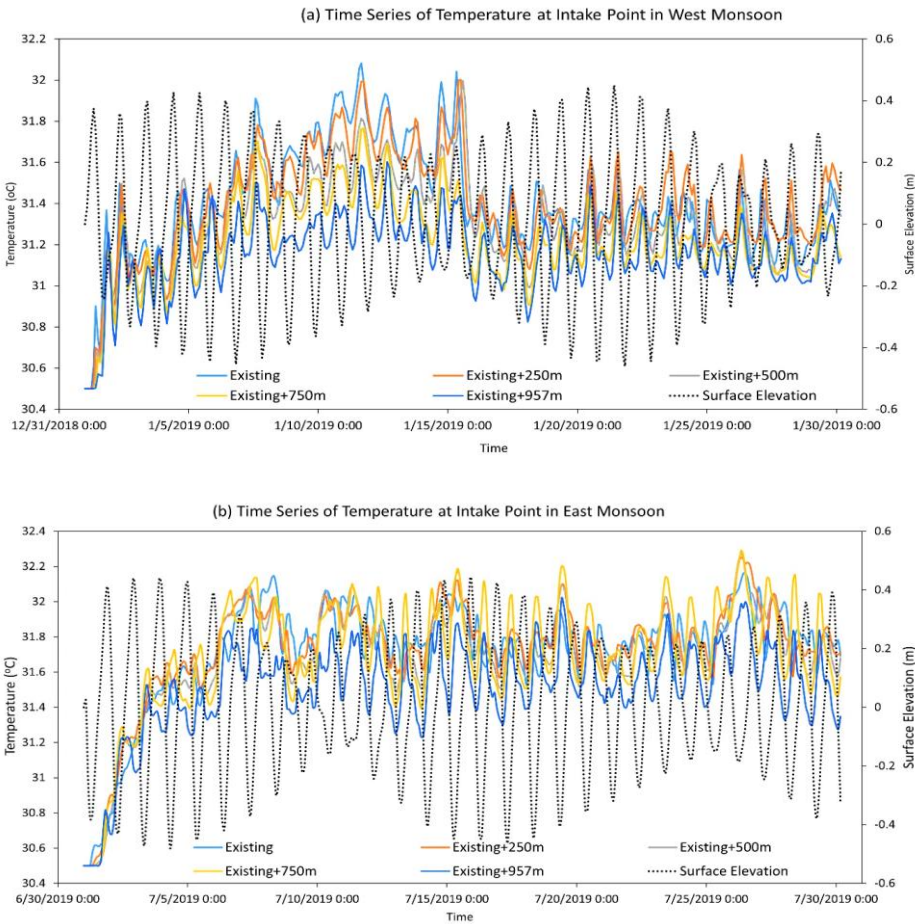 (a) Time Series of Temperature at Intake Point in West Monsoon
32.2
32
31.8
31.6
31.4
31.2
31
30.8
30.6
30.4
Temperature (oC)
0.6
0.4
0.2
0
-0.2
-0.4
-0.6
Surface Elevation (m)
Existing
Existing+250m
Existing+500m
Existing+750m
Existing+957m
Surface Elevation
12/31/2018 0:00
1/5/2019 0:00
1/10/2019 0:00
1/15/2019 0:00
1/20/2019 0:00
1/25/2019 0:00
1/30/2019 0:00
Time
(b) Time Series of Temperature at Intake Point in East Monsoon
32.4
32.2
32
31.8
31.6
31.4
31.2
31
30.8
30.6
30.4
Temperature (⁰C)
0.6
0.4
0.2
0
-0.2
-0.4
-0.6
Surface Elevation (m)
Existing
Existing+250m
Existing+500m
Existing+750m
Existing+957m
Surface Elevation
6/30/2019 0:00
7/5/2019 0:00
7/10/2019 0:00
7/15/2019 0:00
7/20/2019 0:00
7/25/2019 0:00
7/30/2019 0:00
Time